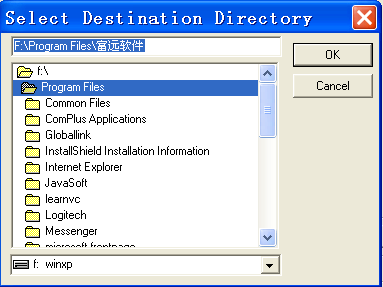 Select Destination Directory
F:\Program Files\富远软件
OK
Cancel
f:\
Program Files
Common Files
ComPlus Applications
Globallink
InstallShield Installation Information
Internet Explorer
JavaSoft
learnvc
Logitech
Messenger
microsoft frontpage
f: winxp